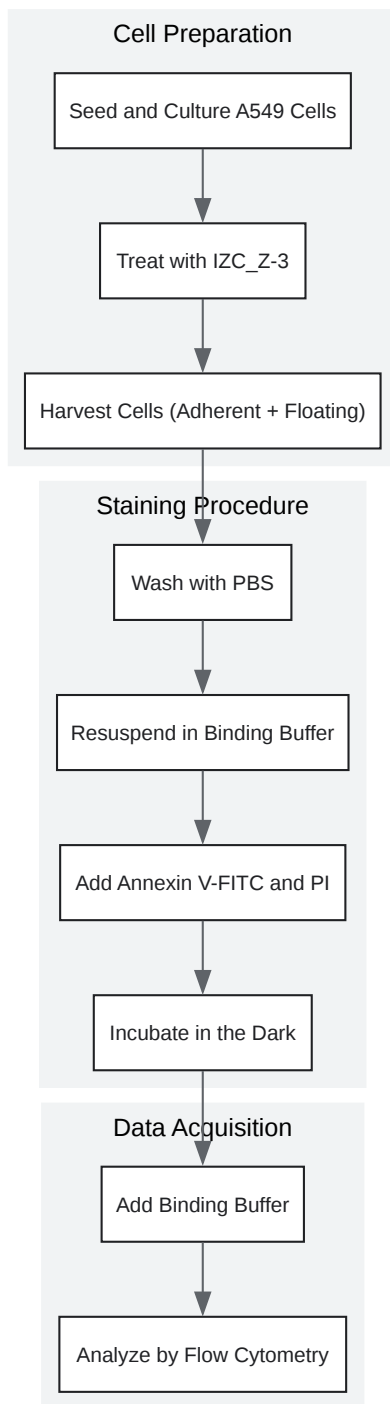 Cell Preparation
Seed and Culture A549 Cells
Treat with IZC_Z-3
Harvest Cells (Adherent + Floating)
Staining Procedure
Wash with PBS
Resuspend in Binding Buffer
Add Annexin V-FITC and PI
Incubate in the Dark
Data Acquisition
Add Binding Buffer
Analyze by Flow Cytometry